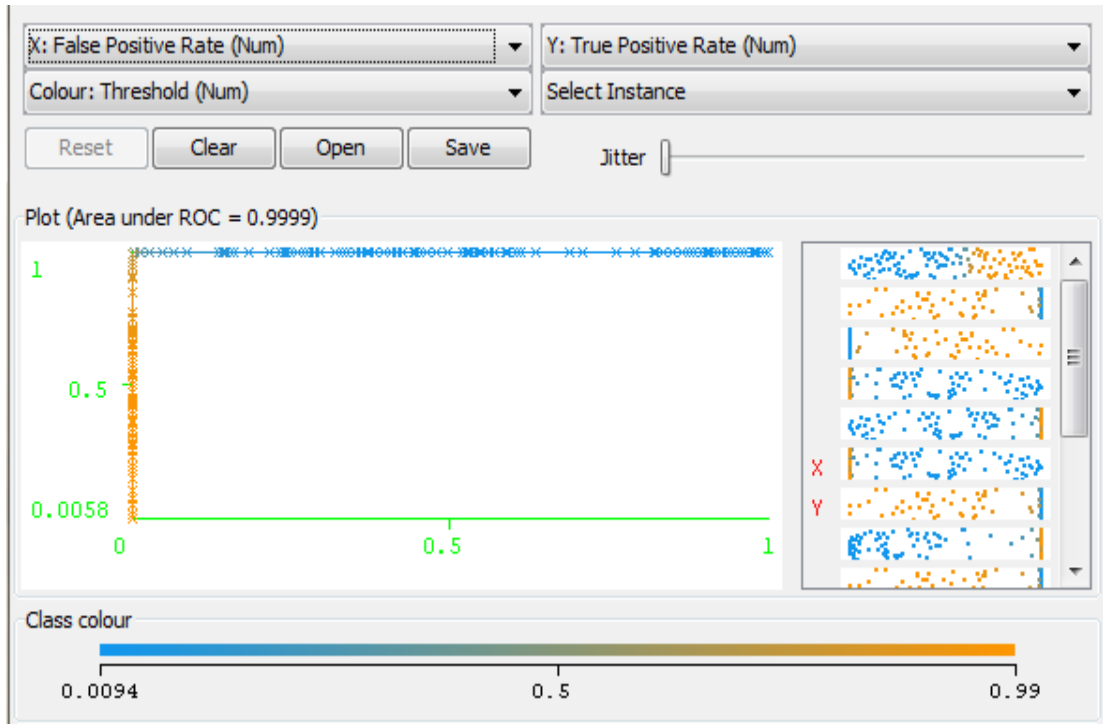 X: False Positive Rate (Num) Y: True Positive Rate (Num)
Colour: Threshold (Num) Select Instance
Reset Clear Open Save Jitter
Plot (Area under ROC = 0.9999)
1
0.5
X
0.0058 Y
0 0.5 1
Class colour
0.0094 0.5 0.99